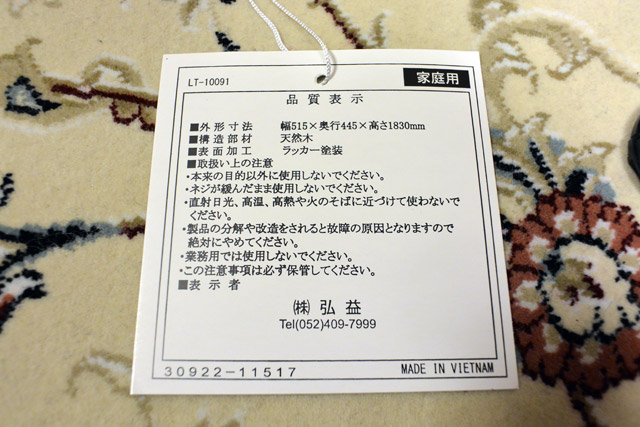 LT-10091
家庭用
品質表示
■外形寸法 幅515×奥行445×高さ1830mm
■構造部材 天然木
■表面加工 ラッカー塗装
■取扱い上の注意
・本来の目的以外に使用しないでください。
・ネジが緩んだまま使用しないでください。
・直射日光、高温、高熱や火のそばに近づけて使わないで
ください。
・製品の分解や改造をされると故障の原因となりますので
絶対にやめてください。
・業務用では使用しないでください。
・この注意事項は必ず保管してください。
■表示者
㈱ 弘益
Tel(052)409-7999
30922-11517
MADE IN VIETNAM